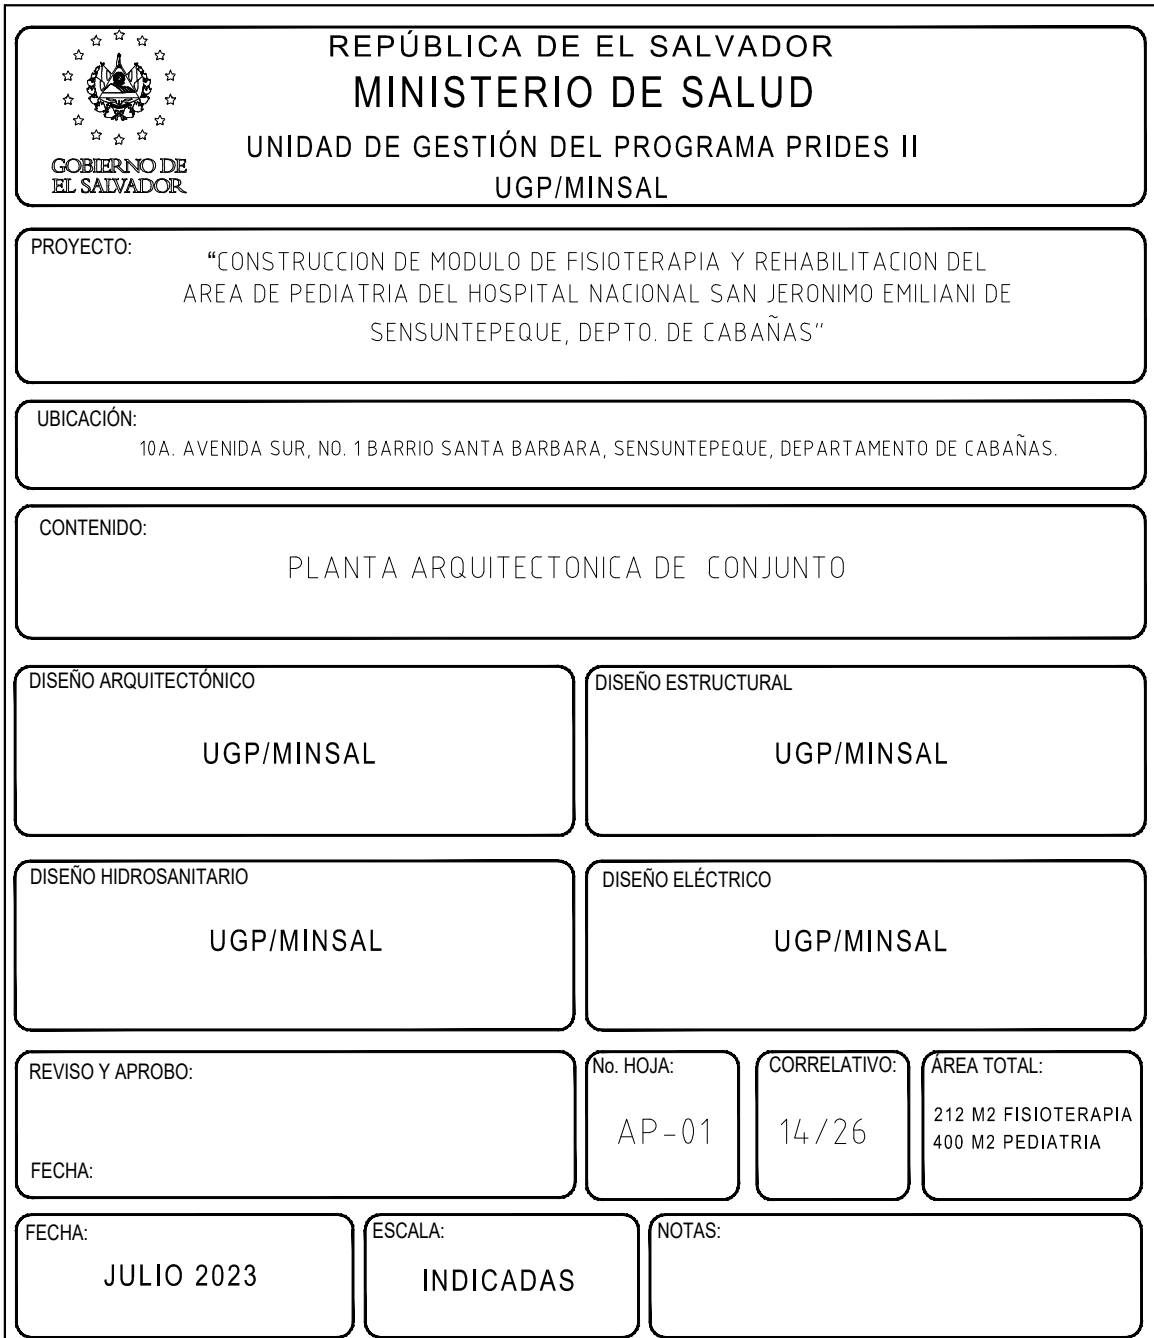 REPÚBLICA DE EL SALVADOR
MINISTERIO DE SALUD
UNIDAD DE GESTIÓN DEL PROGRAMA PRIDES II
UGP/MINSAL
GOBIERNO DE
EL SALVADOR
PROYECTO:
“CONSTRUCCION DE MODULO DE FISIOTERAPIA Y REHABILITACION DEL
AREA DE PEDIATRIA DEL HOSPITAL NACIONAL SAN JERONIMO EMILIANI DE
SENSUNTEPEQUE, DEPTO. DE CABAÑAS"
UBICACIÓN:
10A. AVENIDA SUR, NO. 1 BARRIO SANTA BARBARA, SENSUNTEPEQUE, DEPARTAMENTO DE CABAÑAS.
CONTENIDO:
PLANTA ARQUITECTONICA DE CONJUNTO
DISEÑO ARQUITECTÓNICO
UGP/MINSAL
DISEÑO ESTRUCTURAL
UGP/MINSAL
DISEÑO HIDROSANITARIO
UGP/MINSAL
DISEÑO ELÉCTRICO
UGP/MINSAL
REVISO Y APROBO:
FECHA:
No. HOJA:
AP-01
CORRELATIVO:
14/26
ÁREA TOTAL:
212 M2 FISIOTERAPIA
400 M2 PEDIATRIA
FECHA:
JULIO 2023
ESCALA:
INDICADAS
NOTAS: